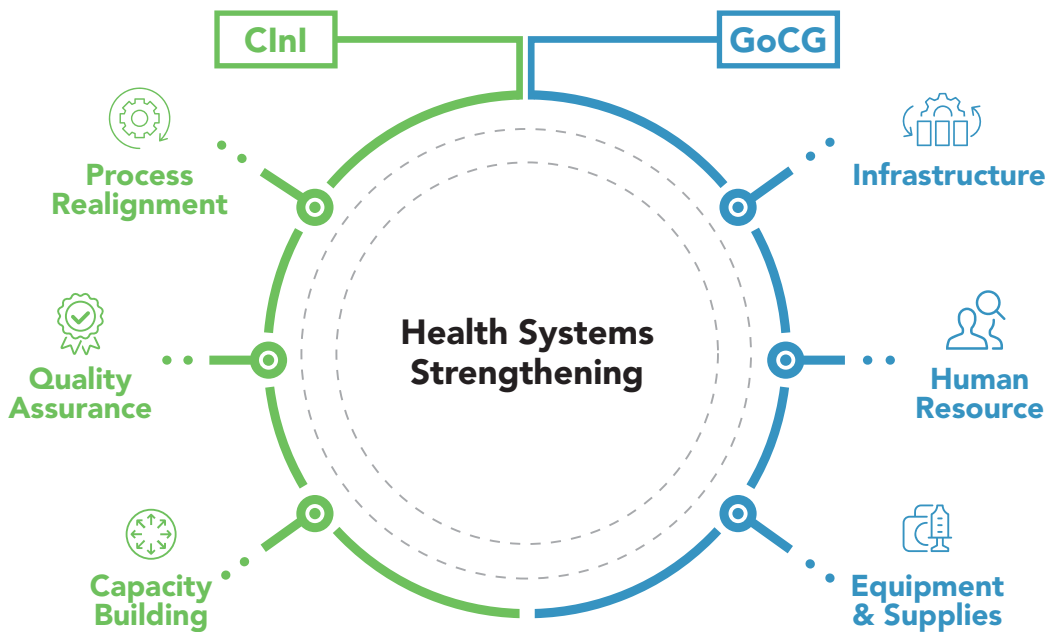 CInI
GoCG
Process
Realignment
Infrastructure
Health Systems
Strengthening
Quality
Assurance
Human
Resource
Capacity
Building
Equipment
& Supplies